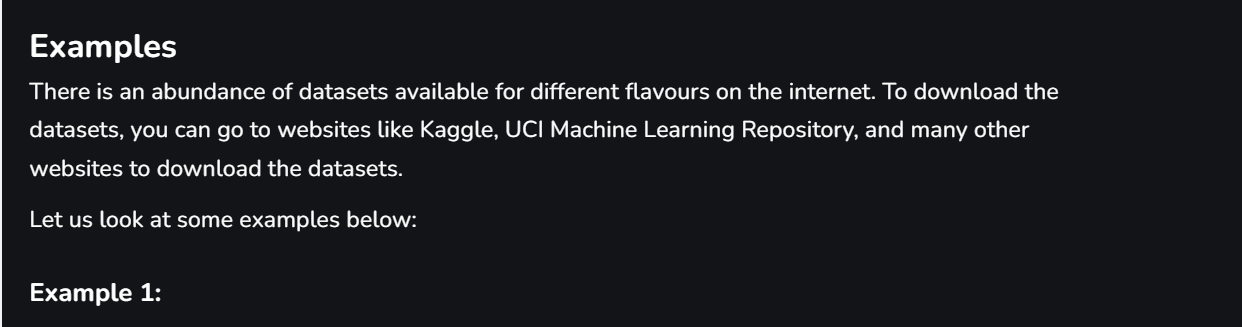 Examples
There is an abundance of datasets available for different flavours on the internet. To download the
datasets, you can go to websites like Kaggle, UCI Machine Learning Repository, and many other
websites to download the datasets.
Let us look at some examples below:
Example 1: